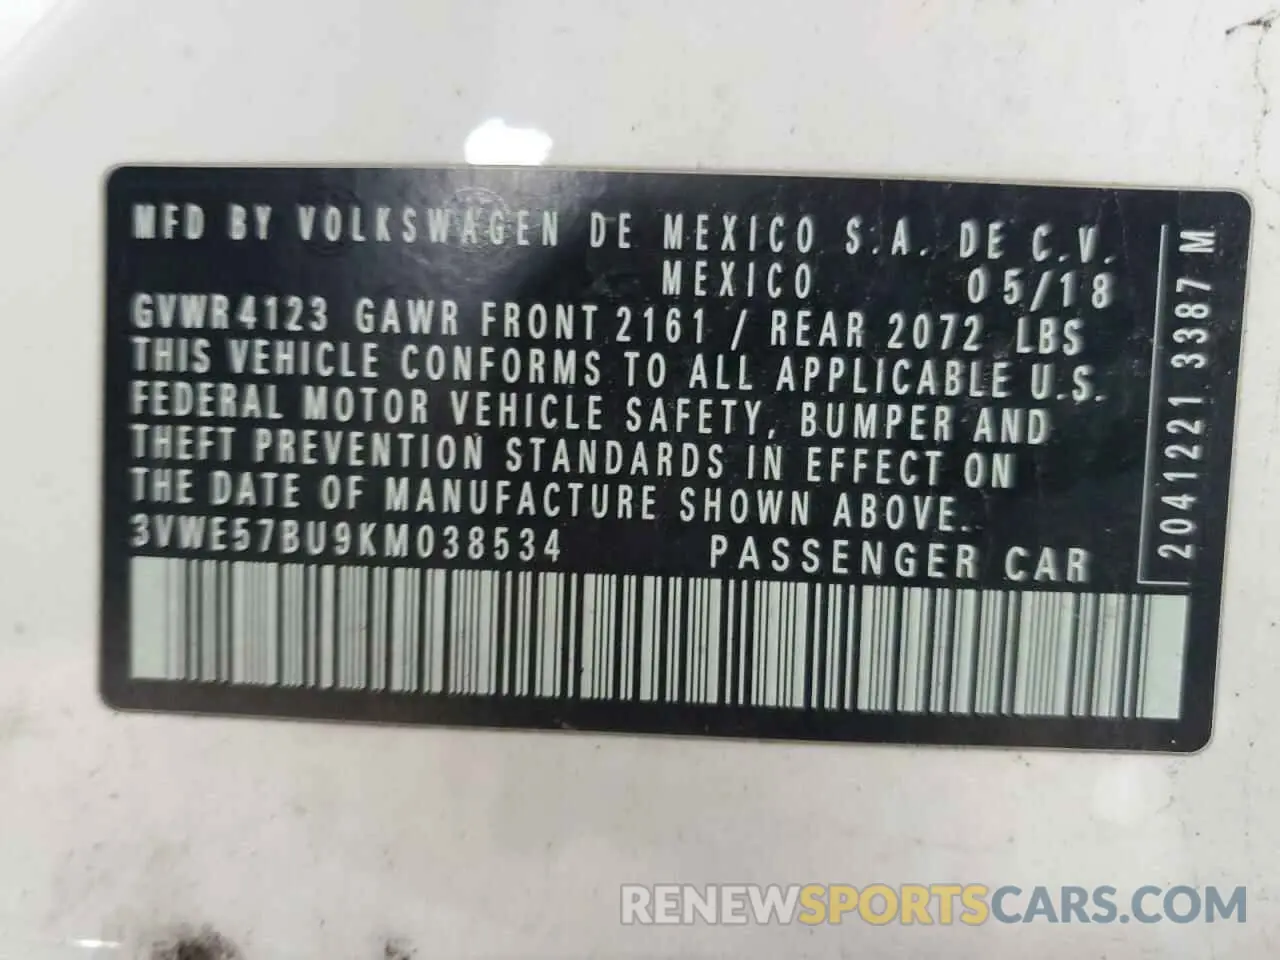 MFD BY VOLKSWAGEN DE MEXICO S.A. DE C.V.
MEXICO 05/18
GVWR4123 GAWR FRONT 2161 / REAR 2072 LBS
THIS VEHICLE CONFORMS TO ALL APPLICABLE U.S.
FEDERAL MOTOR VEHICLE SAFETY, BUMPER AND
THEFT PREVENTION STANDARDS IN EFFECT ON
THE DATE OF MANUFACTURE SHOWN ABOVE.
3VWE57BU9KM038534 PASSENGER CAR
2041221 3387 M
RENEWSPORTSCARS.COM